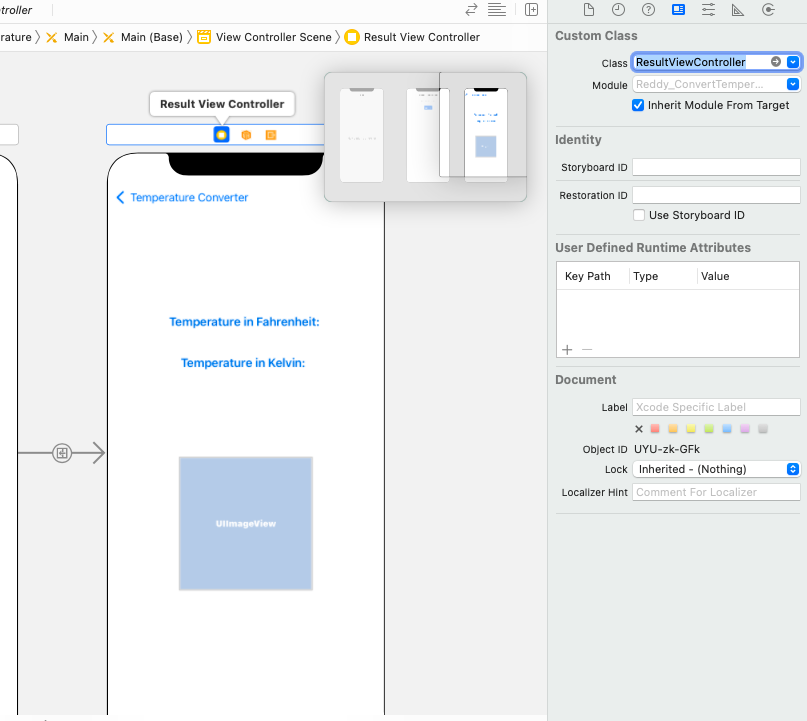 ntroller
rature 〉 Main 〉 Main (Base) 〉 View Controller Scene 〉 Result View Controller
Result View Controller
Temperature Converter
Temperature in Fahrenheit:
Temperature in Kelvin:
UIImageView
Custom Class
Class ResultViewController
Module Reddy_ConvertTemper...
Inherit Module From Target
Identity
Storyboard ID
Restoration ID
Use Storyboard ID
User Defined Runtime Attributes
Key Path Type Value
+ −
Document
Label Xcode Specific Label
Object ID UYU-zk-GFk
Lock Inherited - (Nothing)
Localizer Hint Comment For Localizer